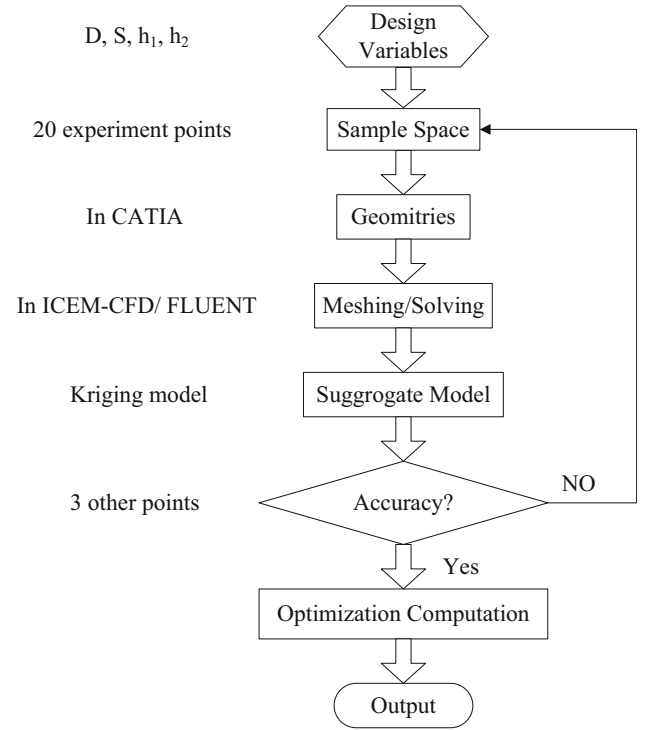 D, S, h₁, h₂
Design
Variables
20 experiment points
Sample Space
In CATIA
Geomitries
In ICEM-CFD/ FLUENT
Meshing/Solving
Kriging model
Suggrogate Model
3 other points
Accuracy?
NO
Yes
Optimization Computation
Output